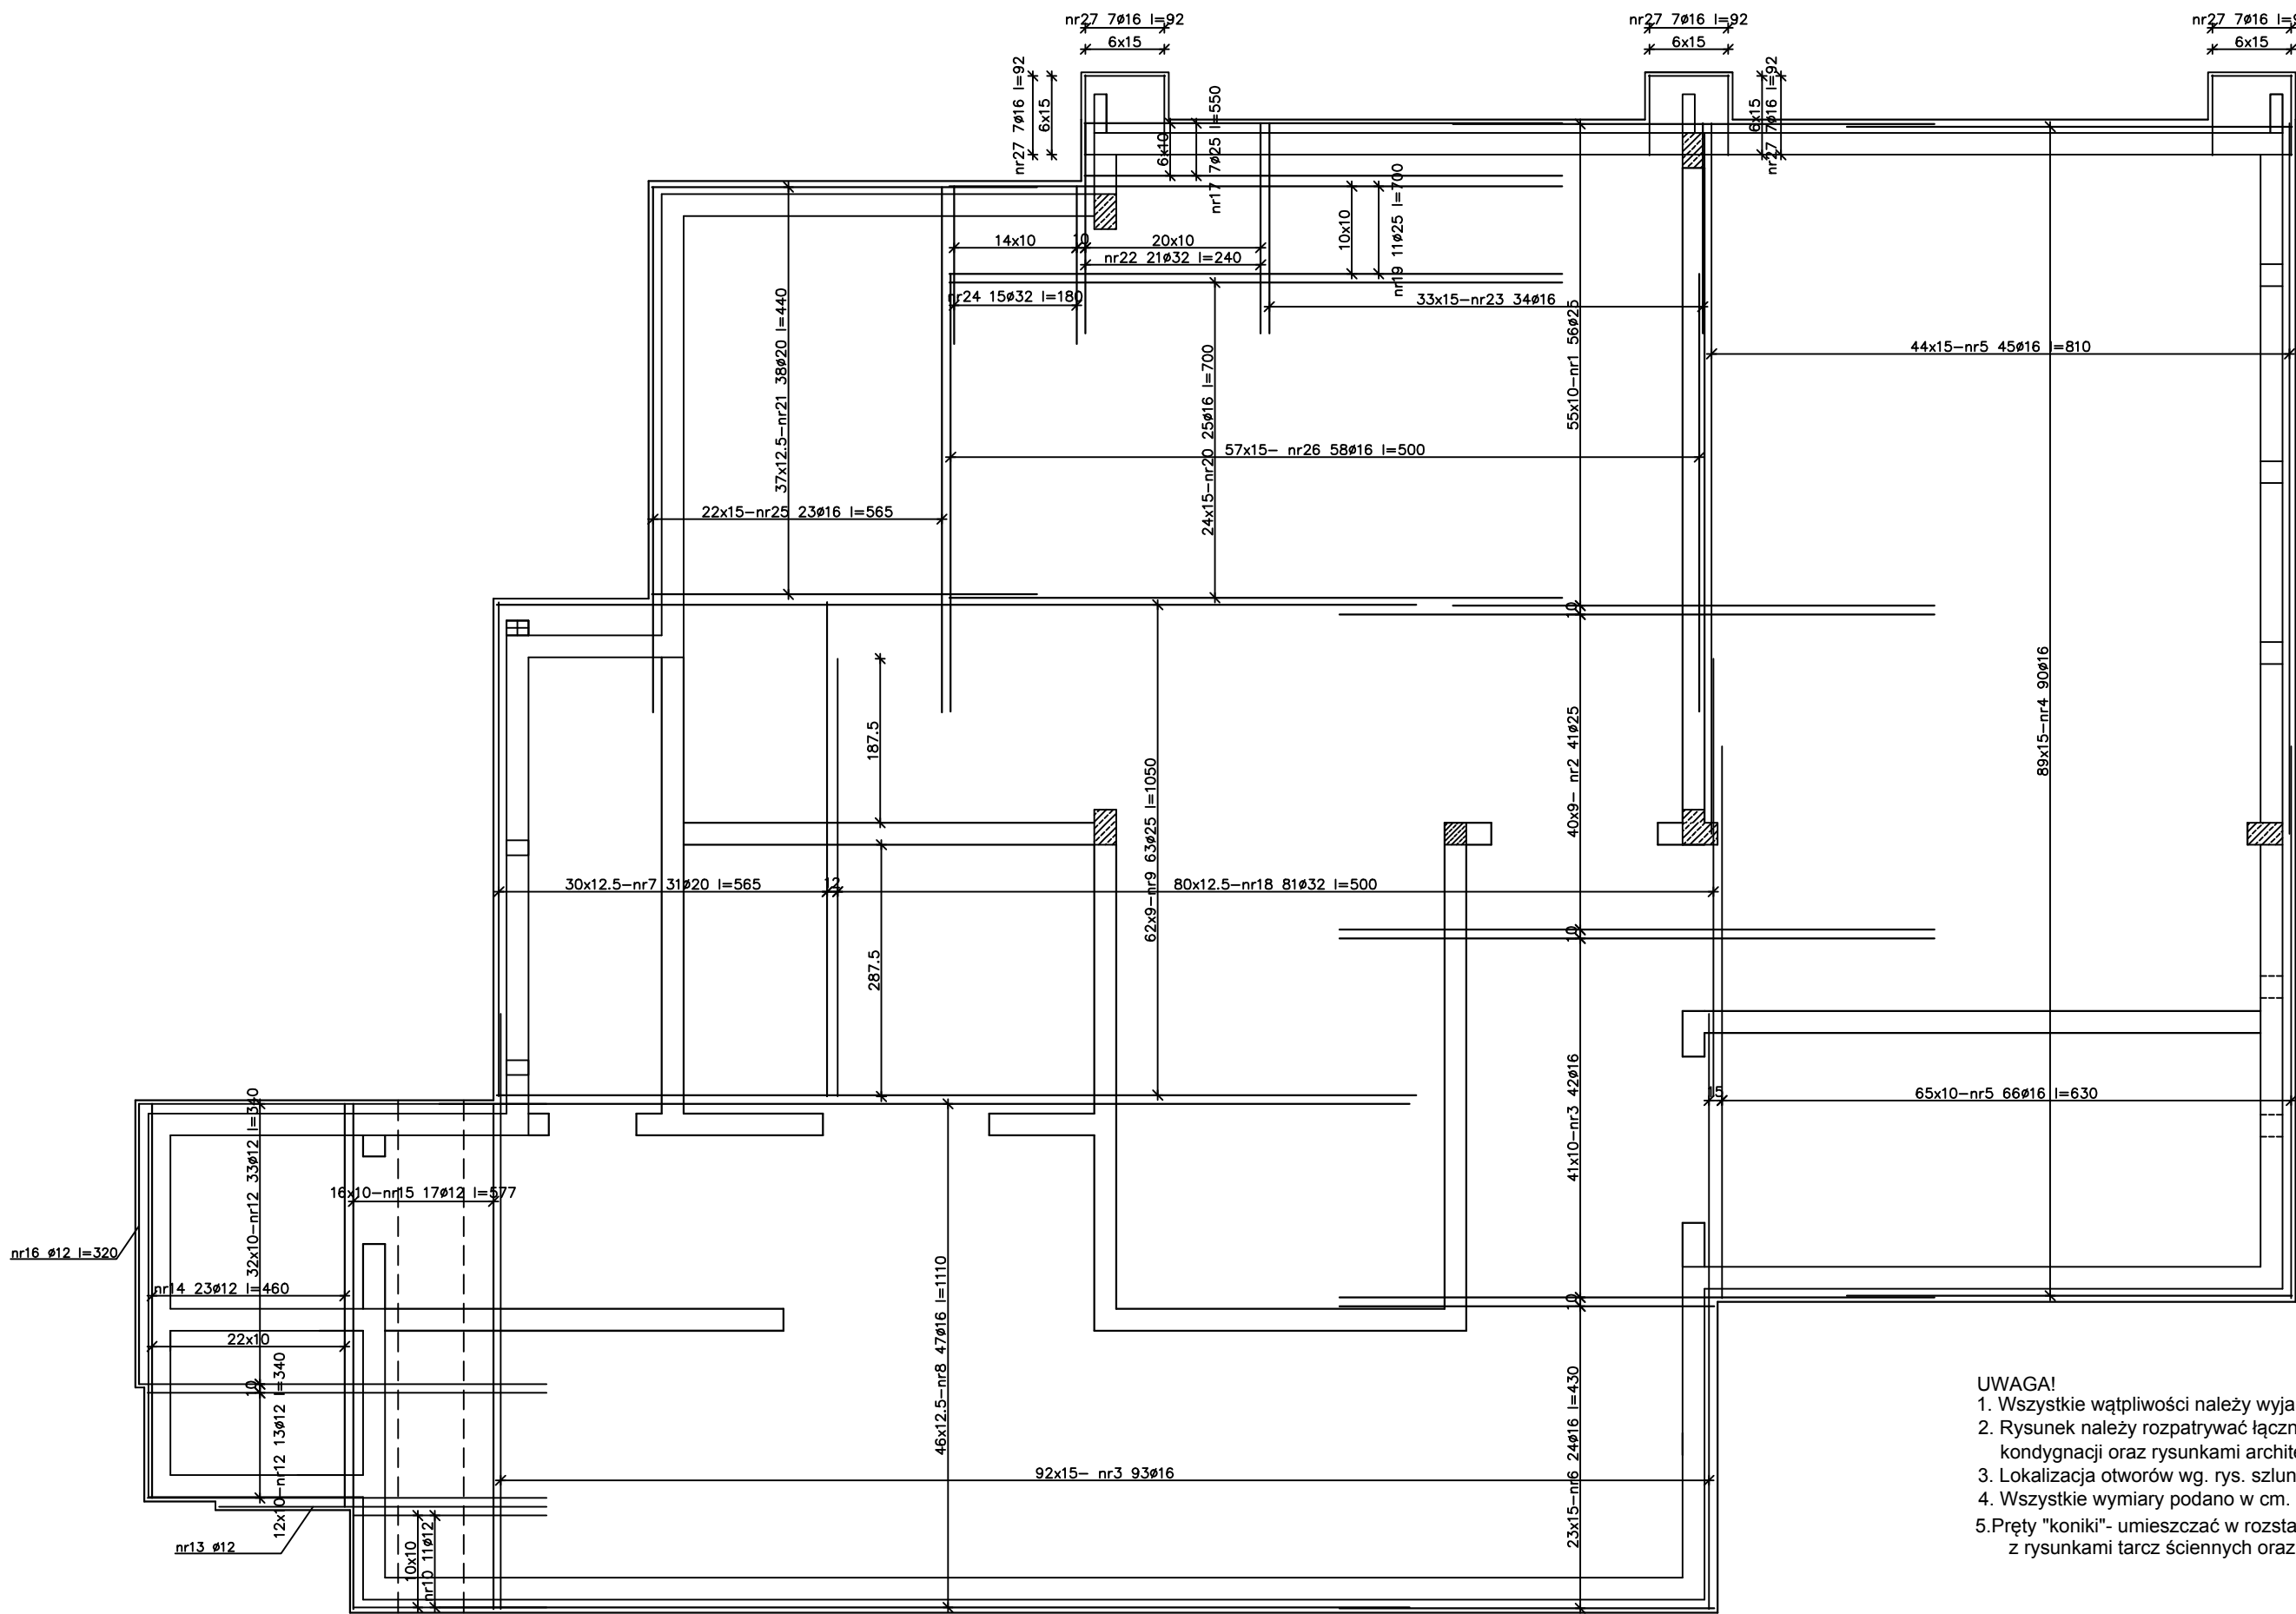 nr27 7ø16 l=92
6x15
nr27 7ø16 l=92
6x15
nr27 7ø16 l=9
6x15
nr27 7ø16 l=92
6x15
6x10
nr17 7ø25 l=550
6x15
nr27 7ø16 l=92
14x10
10
20x10
nr22 21ø32 l=240
10x10
nr19 11ø25 l=700
nr24 15ø32 l=180
33x15-nr23 34ø16
37x12.5-nr21 38ø20 l=440
24x15-nr20 25ø16 l=700
55x10-nr1 56ø25
44x15-nr5 45ø16 l=810
57x15- nr26 58ø16 l=500
22x15-nr25 23ø16 l=565
10
187.5
62x9-nr9 63ø25 l=1050
40x9- nr2 41ø25
89x15-nr4 90ø16
30x12.5-nr7 31ø20 l=565
12
80x12.5-nr18 81ø32 l=500
287.5
10
41x10-nr3 42ø16
15
65x10-nr5 66ø16 l=630
32x10-nr12 33ø12 l=340
16x10-nr15 17ø12 l=577
nr16 ø12 l=320
nr14 23ø12 l=460
22x10
10
12x10-nr12 13ø12 l=340
46x12.5-nr8 47ø16 l=1110
10
23x15-nr6 24ø16 l=430
92x15- nr3 93ø16
nr13 ø12
10x10
nr10 11ø12
UWAGA!
1. Wszystkie wątpliwości należy wyja
2. Rysunek należy rozpatrywać łączn
kondygnacji oraz rysunkami archite
3. Lokalizacja otworów wg. rys. szlun
4. Wszystkie wymiary podano w cm.
5.Pręty "koniki"- umieszczać w rozsta
z rysunkami tarcz ściennych oraz